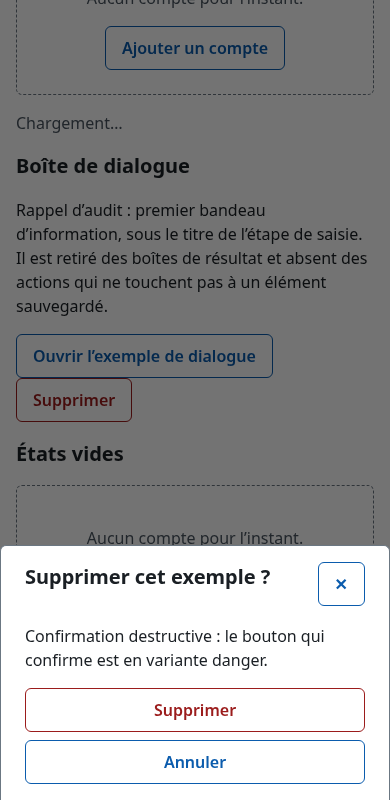 Aucun compte pour l’instant.
Ajouter un compte
Chargement…
Boîte de dialogue
Rappel d’audit : premier bandeau
d’information, sous le titre de l’étape de saisie.
Il est retiré des boîtes de résultat et absent des
actions qui ne touchent pas à un élément
sauvegardé.
Ouvrir l’exemple de dialogue
Supprimer
États vides
Aucun compte pour l’instant.
Supprimer cet exemple ?
×
Confirmation destructive : le bouton qui
confirme est en variante danger.
Supprimer
Annuler